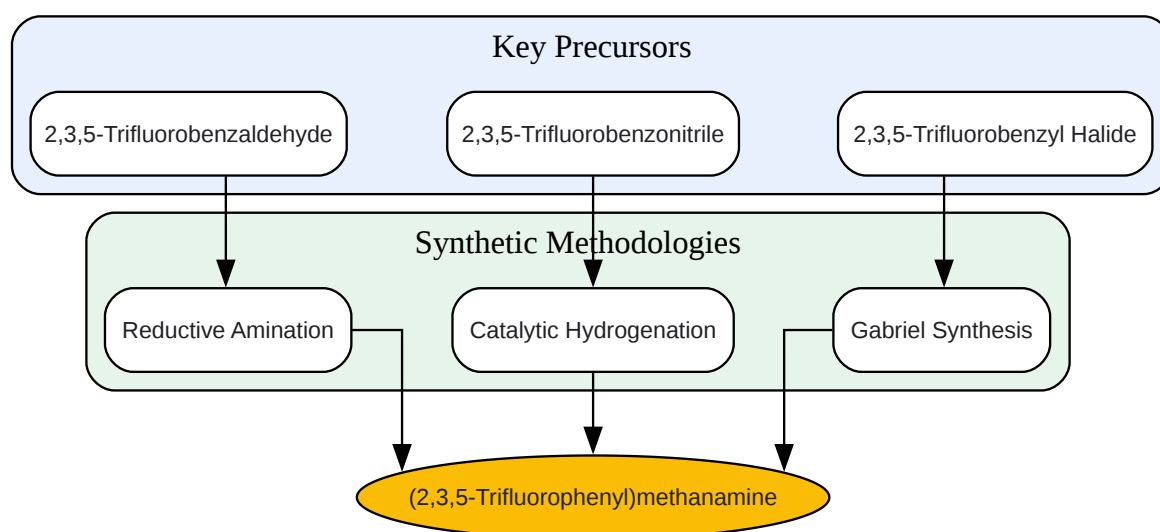 Key Precursors
2,3,5-Trifluorobenzaldehyde
2,3,5-Trifluorobenzonitrile
2,3,5-Trifluorobenzyl Halide
Synthetic Methodologies
Reductive Amination
Catalytic Hydrogenation
Gabriel Synthesis
(2,3,5-Trifluorophenyl)methanamine